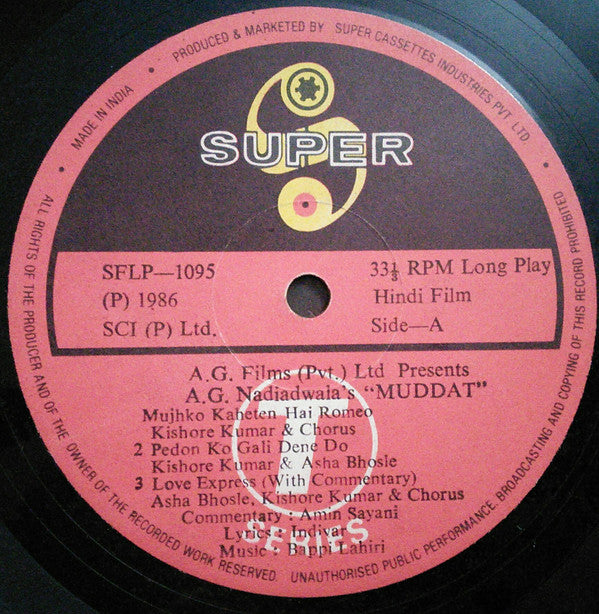 • MADE IN INDIA • PRODUCED & MARKETED BY SUPER CASSETTES INDUSTRIES PVT. LTD. •
SUPER
SFLP—1095
33⅓ RPM Long Play
(P) 1986
Hindi Film
SCI (P) Ltd.
Side—A
A.G. Films (Pvt.) Ltd Presents
A.G. Nadiadwala's "MUDDAT"
Mujhko Kaheten Hai Romeo
Kishore Kumar & Chorus
2 Pedon Ko Gali Dene Do
Kishore Kumar & Asha Bhosle
3 Love Express (With Commentary)
Asha Bhosle, Kishore Kumar & Chorus
Commentary : Amin Sayani
Lyrics : Indivar
Music : Bappi Lahiri
T
SERIES
ALL RIGHTS OF THE PRODUCER AND OF THE OWNER OF THE RECORDED WORK RESERVED. UNAUTHORISED PUBLIC PERFORMANCE, BROADCASTING AND COPYING OF THIS RECORD PROHIBITED